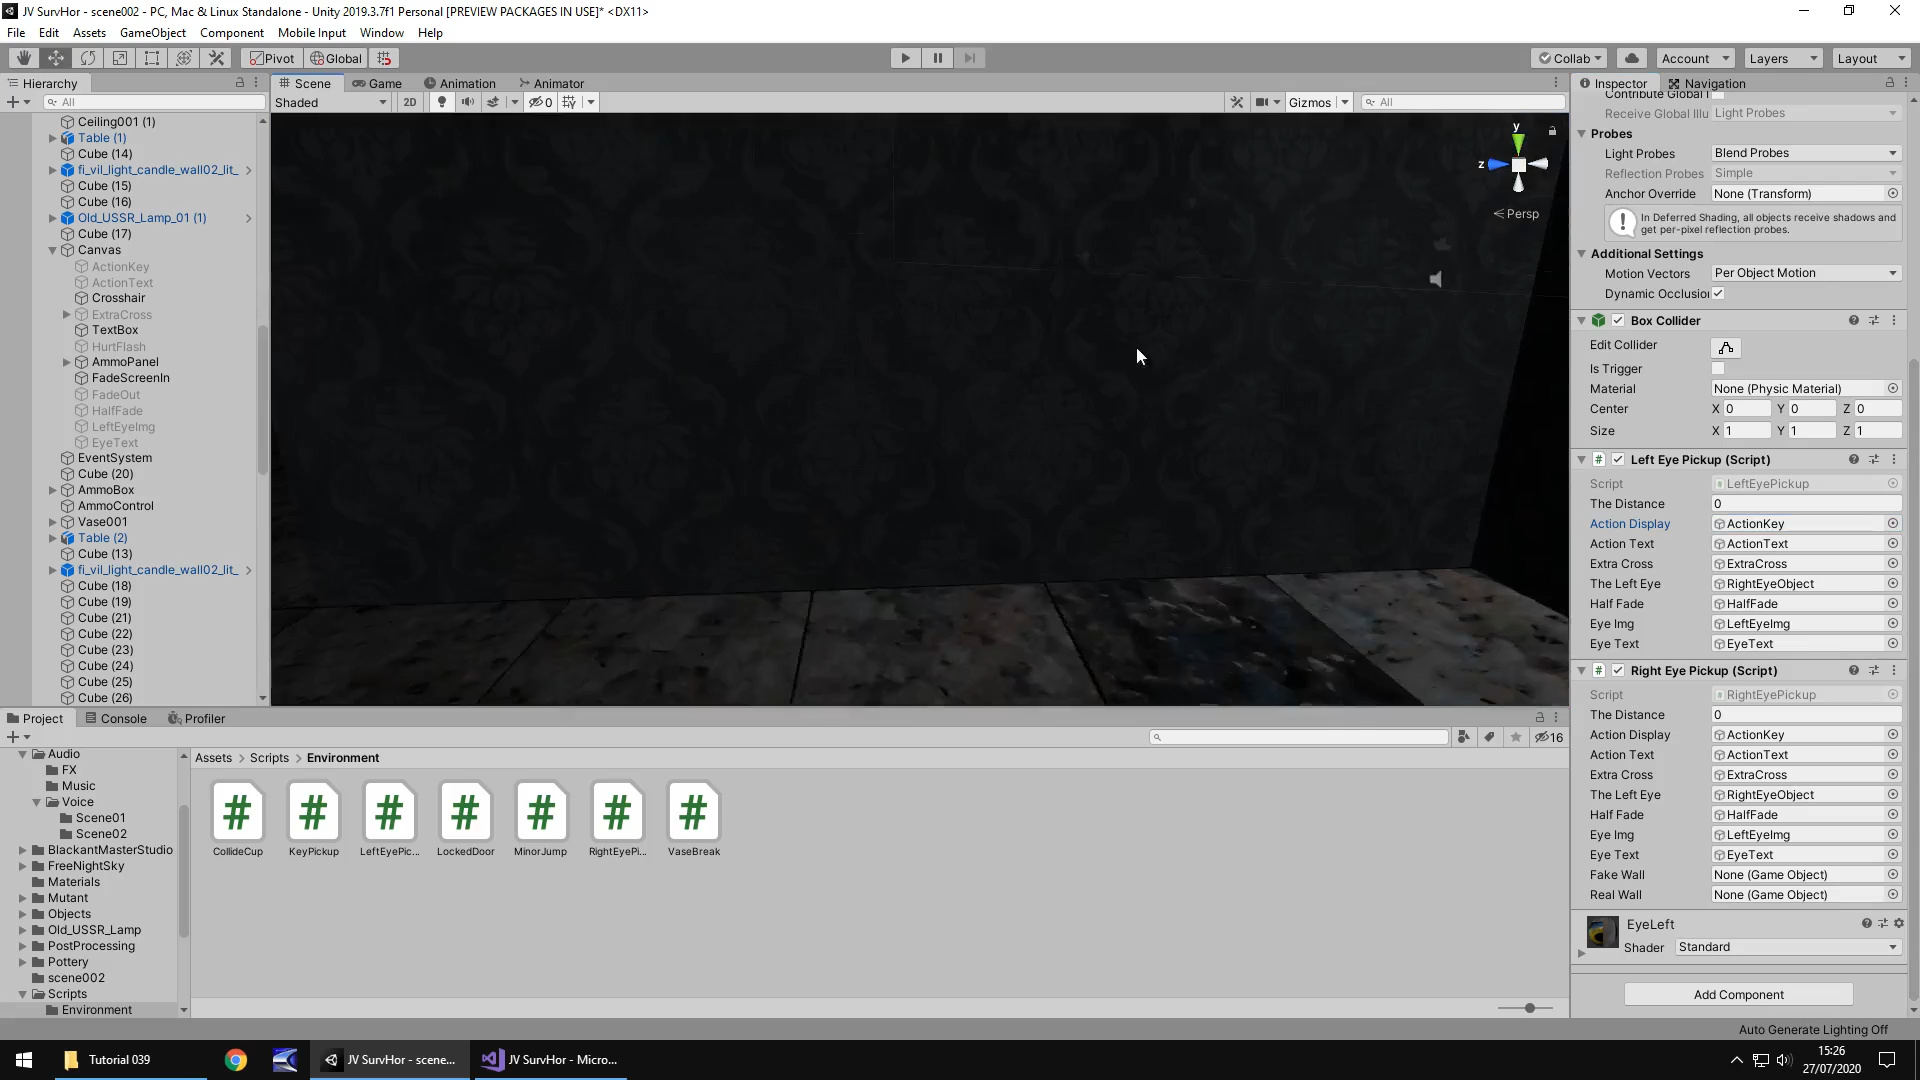 JV SurvHor - scene002 - PC, Mac & Linux Standalone - Unity 2019.3.7f1 Personal [PREVIEW PACKAGES IN USE]* <DX11>
File Edit Assets GameObject Component Mobile Input Window Help
Pivot Global Collab Account Layers Layout
Hierarchy
All
Ceiling001 (1)
Table (1)
Cube (14)
fi_vil_light_candle_wall02_lit_
Cube (15)
Cube (16)
Old_USSR_Lamp_01 (1)
Cube (17)
Canvas
ActionKey
ActionText
Crosshair
ExtraCross
TextBox
HurtFlash
AmmoPanel
FadeScreenIn
FadeOut
HalfFade
LeftEyeImg
EyeText
EventSystem
Cube (20)
AmmoBox
AmmoControl
Vase001
Table (2)
Cube (13)
fi_vil_light_candle_wall02_lit_
Cube (18)
Cube (19)
Cube (21)
Cube (22)
Cube (23)
Cube (24)
Cube (25)
Cube (26)
Scene Game Animation Animator
Shaded 2D 0 Gizmos All
y
z
Persp
Inspector Navigation
Receive Global Illu Light Probes
Probes
Light Probes Blend Probes
Reflection Probes Simple
Anchor Override None (Transform)
In Deferred Shading, all objects receive shadows and
get per-pixel reflection probes.
Additional Settings
Motion Vectors Per Object Motion
Dynamic Occlusio
Box Collider
Edit Collider
Is Trigger
Material None (Physic Material)
Center X 0 Y 0 Z 0
Size X 1 Y 1 Z 1
# Left Eye Pickup (Script)
Script LeftEyePickup
The Distance 0
Action Display ActionKey
Action Text ActionText
Extra Cross ExtraCross
The Left Eye RightEyeObject
Half Fade HalfFade
Eye Img LeftEyeImg
Eye Text EyeText
# Right Eye Pickup (Script)
Script RightEyePickup
The Distance 0
Action Display ActionKey
Action Text ActionText
Extra Cross ExtraCross
The Left Eye RightEyeObject
Half Fade HalfFade
Eye Img LeftEyeImg
Eye Text EyeText
Fake Wall None (Game Object)
Real Wall None (Game Object)
EyeLeft
Shader Standard
Add Component
Auto Generate Lighting Off
Project Console Profiler
16
Audio
FX
Music
Voice
Scene01
Scene02
BlackantMasterStudio
FreeNightSky
Materials
Mutant
Objects
Old_USSR_Lamp
PostProcessing
Pottery
scene002
Scripts
Environment
Assets > Scripts > Environment
# # # # # # #
CollideCup KeyPickup LeftEyePic... LockedDoor MinorJump RightEyePi... VaseBreak
Tutorial 039
JV SurvHor - scene...
JV SurvHor - Micro...
15:26
27/07/2020